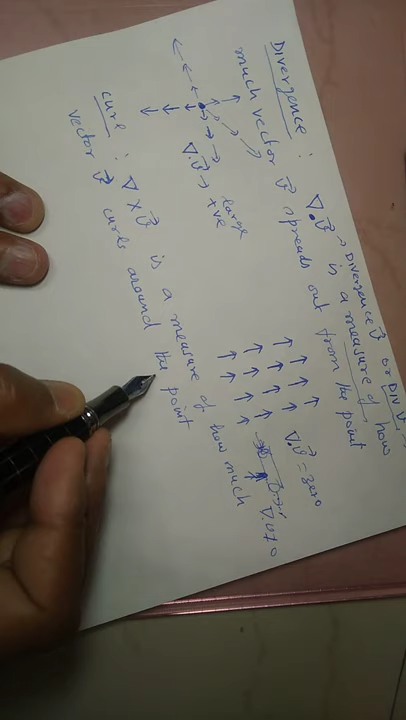 ∇.v⃗ → Divergence v⃗ or DIV v⃗ →
Divergence : is a measure of how
much vector v⃗ spreads out from the point
∇.v⃗ → large
+ve
∇.v⃗ = zero
∇.v≠0
curl : ∇ × v⃗ is a measure of how much
vector v⃗ curls around the point